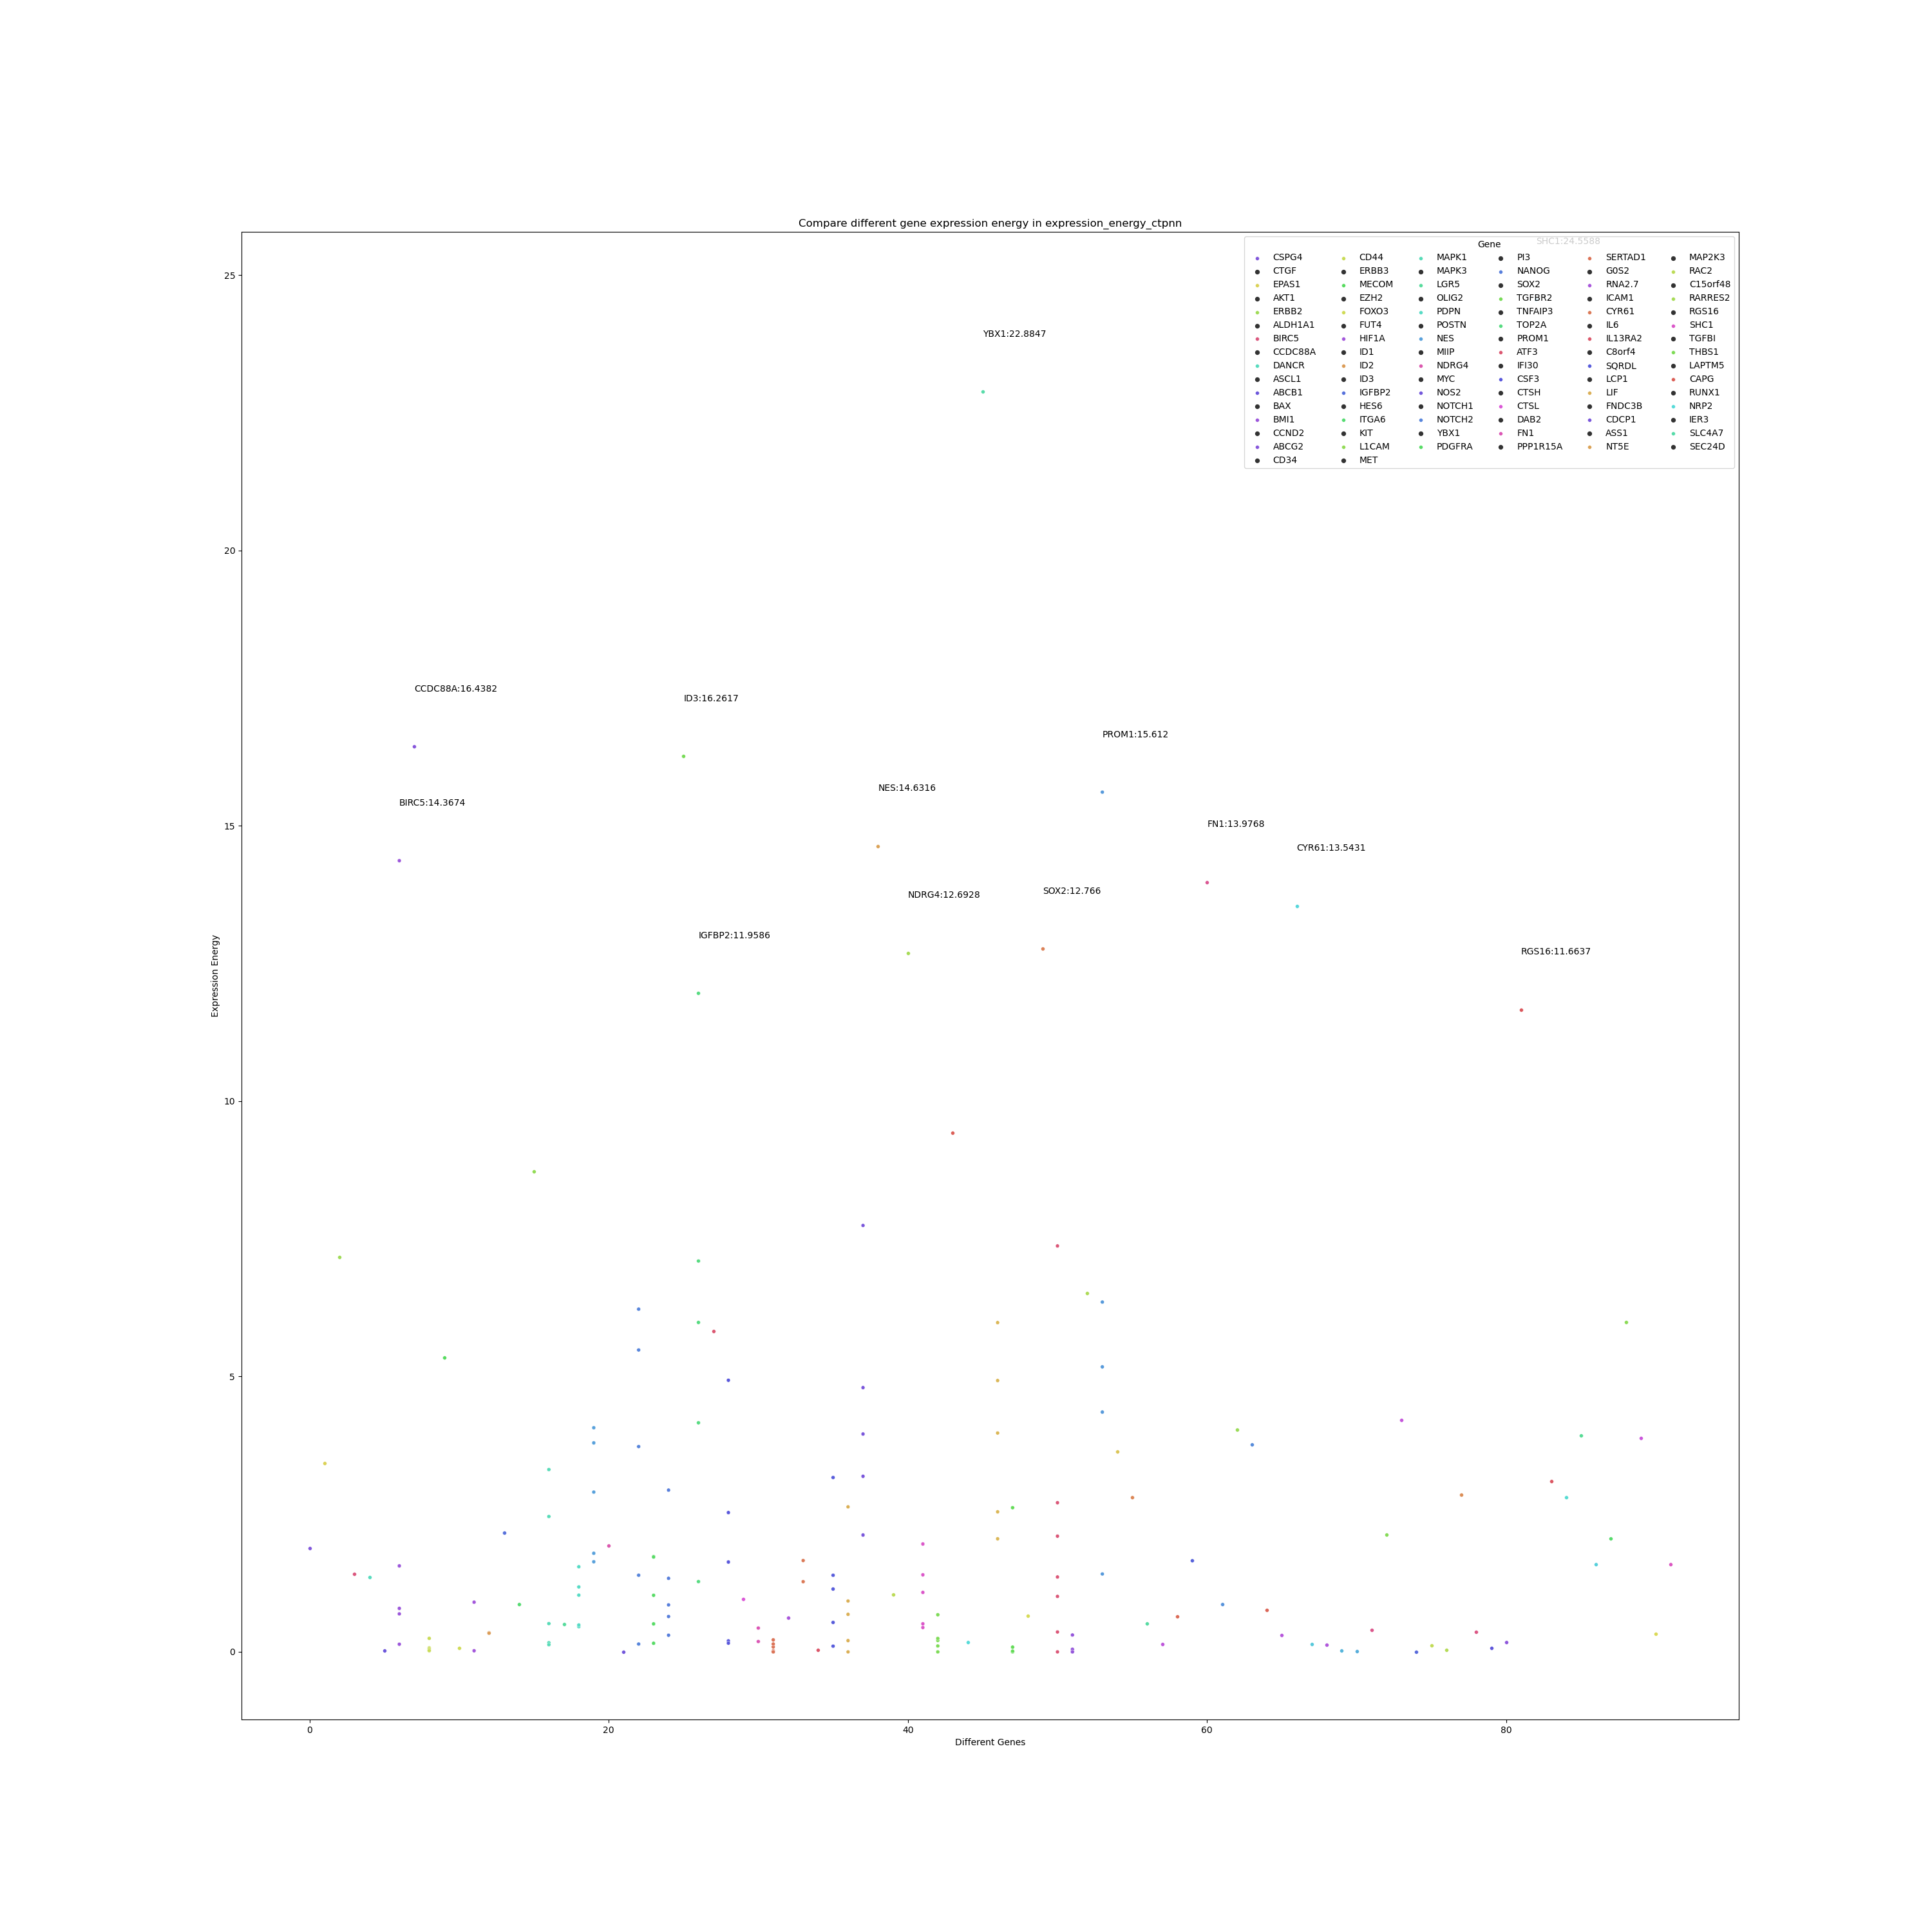 Compare different gene expression energy in expression_energy_ctpnn
SHC1:24.5588
Gene
CSPG4 CD44 MAPK1 PI3 SERTAD1 MAP2K3
CTGF ERBB3 MAPK3 NANOG G0S2 RAC2
EPAS1 MECOM LGR5 SOX2 RNA2.7 C15orf48
AKT1 EZH2 OLIG2 TGFBR2 ICAM1 RARRES2
ERBB2 FOXO3 PDPN TNFAIP3 CYR61 RGS16
ALDH1A1 FUT4 POSTN TOP2A IL6 SHC1
BIRC5 HIF1A NES PROM1 IL13RA2 TGFBI
CCDC88A ID1 MIIP ATF3 C8orf4 THBS1
DANCR ID2 NDRG4 IFI30 SQRDL LAPTM5
ASCL1 ID3 MYC CSF3 LCP1 CAPG
ABCB1 IGFBP2 NOS2 CTSH LIF RUNX1
BAX HES6 NOTCH1 CTSL FNDC3B NRP2
BMI1 ITGA6 NOTCH2 DAB2 CDCP1 IER3
CCND2 KIT YBX1 FN1 ASS1 SLC4A7
ABCG2 L1CAM PDGFRA PPP1R15A NT5E SEC24D
CD34 MET
YBX1:22.8847
CCDC88A:16.4382
ID3:16.2617
PROM1:15.612
NES:14.6316
BIRC5:14.3674
FN1:13.9768
CYR61:13.5431
SOX2:12.766
NDRG4:12.6928
IGFBP2:11.9586
RGS16:11.6637
Expression Energy
25
20
15
10
5
0
0 20 40 60 80
Different Genes